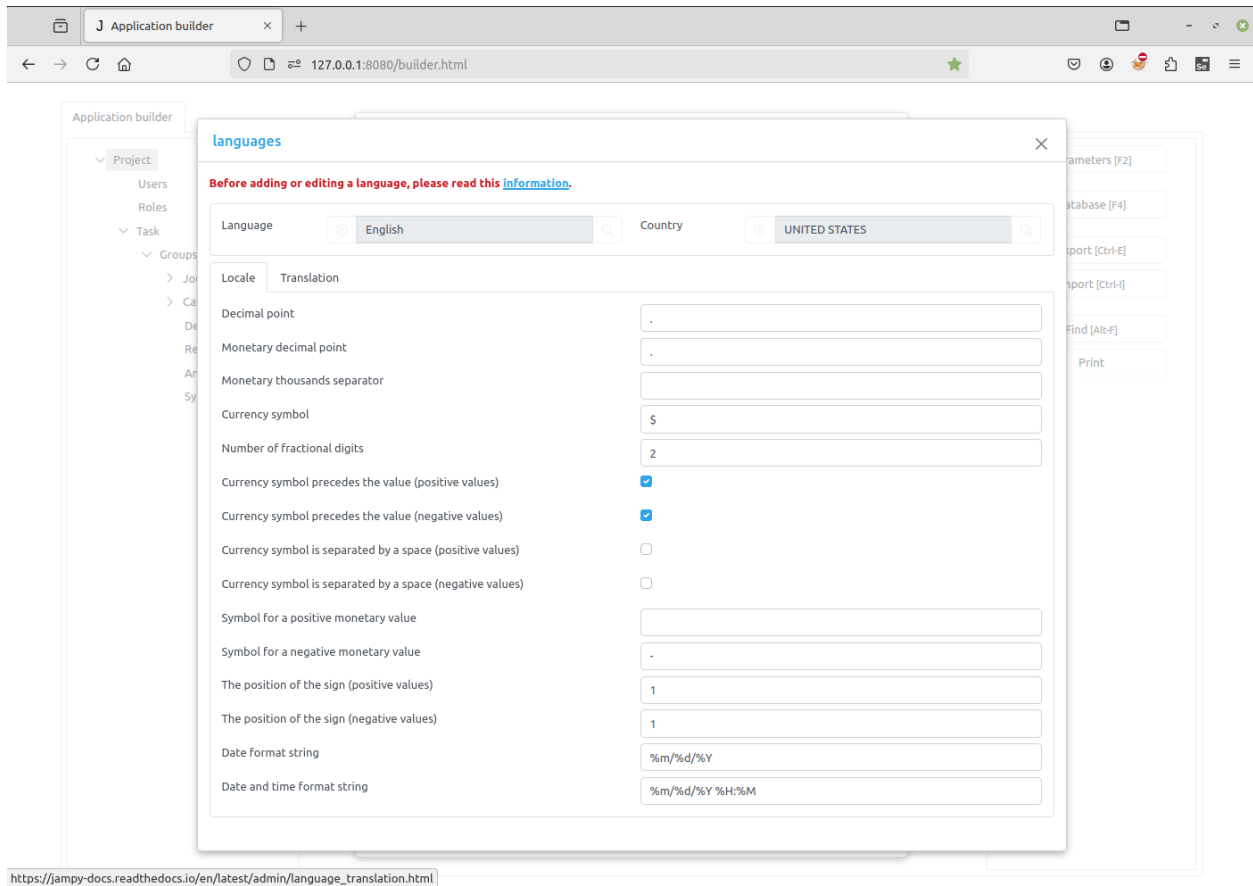 J Application builder
127.0.0.1:8080/builder.html
Se
Application builder
languages
Project
arameters [F2]
Before adding or editing a language, please read this information.
Users
Roles
atabase [F4]
Language English Country UNITED STATES
Task
Groups
xport [Ctrl-E]
Locale Translation
Jou
mport [Ctrl-I]
Cat
Decimal point .
De
Find [Alt-F]
Monetary decimal point .
Re
Print
An
Monetary thousands separator
Sy
Currency symbol $
Number of fractional digits 2
Currency symbol precedes the value (positive values)
Currency symbol precedes the value (negative values)
Currency symbol is separated by a space (positive values)
Currency symbol is separated by a space (negative values)
Symbol for a positive monetary value
Symbol for a negative monetary value -
The position of the sign (positive values) 1
The position of the sign (negative values) 1
Date format string %m/%d/%Y
Date and time format string %m/%d/%Y %H:%M
https://jampy-docs.readthedocs.io/en/latest/admin/language_translation.html